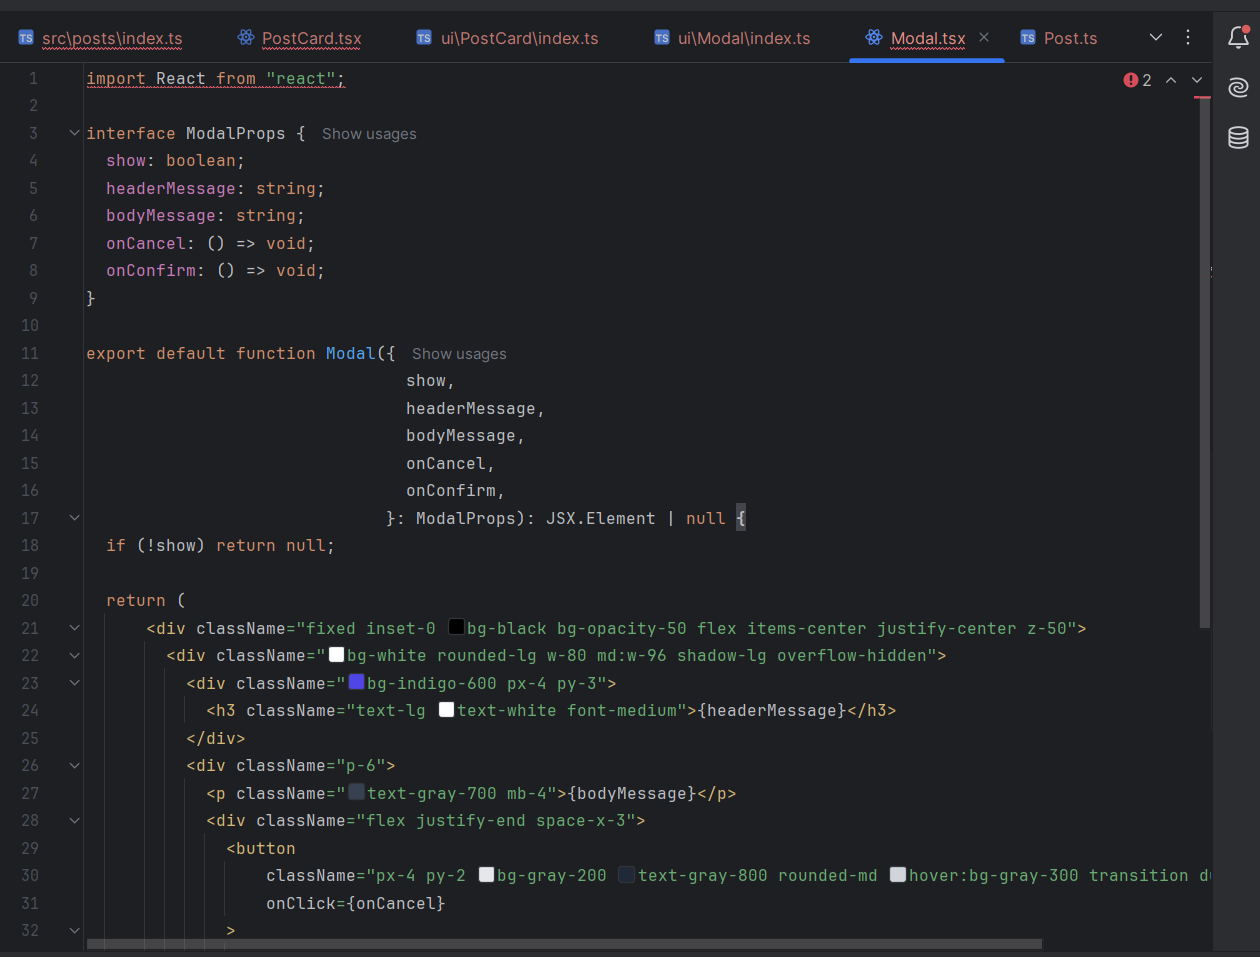 TS src\posts\index.ts PostCard.tsx TS ui\PostCard\index.ts TS ui\Modal\index.ts Modal.tsx TS Post.ts
1 import React from "react"; 2
2
3 interface ModalProps { Show usages
4 show: boolean;
5 headerMessage: string;
6 bodyMessage: string;
7 onCancel: () => void;
8 onConfirm: () => void;
9 }
10
11 export default function Modal({ Show usages
12 show,
13 headerMessage,
14 bodyMessage,
15 onCancel,
16 onConfirm,
17 }: ModalProps): JSX.Element | null {
18 if (!show) return null;
19
20 return (
21 <div className="fixed inset-0 bg-black bg-opacity-50 flex items-center justify-center z-50">
22 <div className="bg-white rounded-lg w-80 md:w-96 shadow-lg overflow-hidden">
23 <div className="bg-indigo-600 px-4 py-3">
24 <h3 className="text-lg text-white font-medium">{headerMessage}</h3>
25 </div>
26 <div className="p-6">
27 <p className="text-gray-700 mb-4">{bodyMessage}</p>
28 <div className="flex justify-end space-x-3">
29 <button
30 className="px-4 py-2 bg-gray-200 text-gray-800 rounded-md hover:bg-gray-300 transition d
31 onClick={onCancel}
32 >